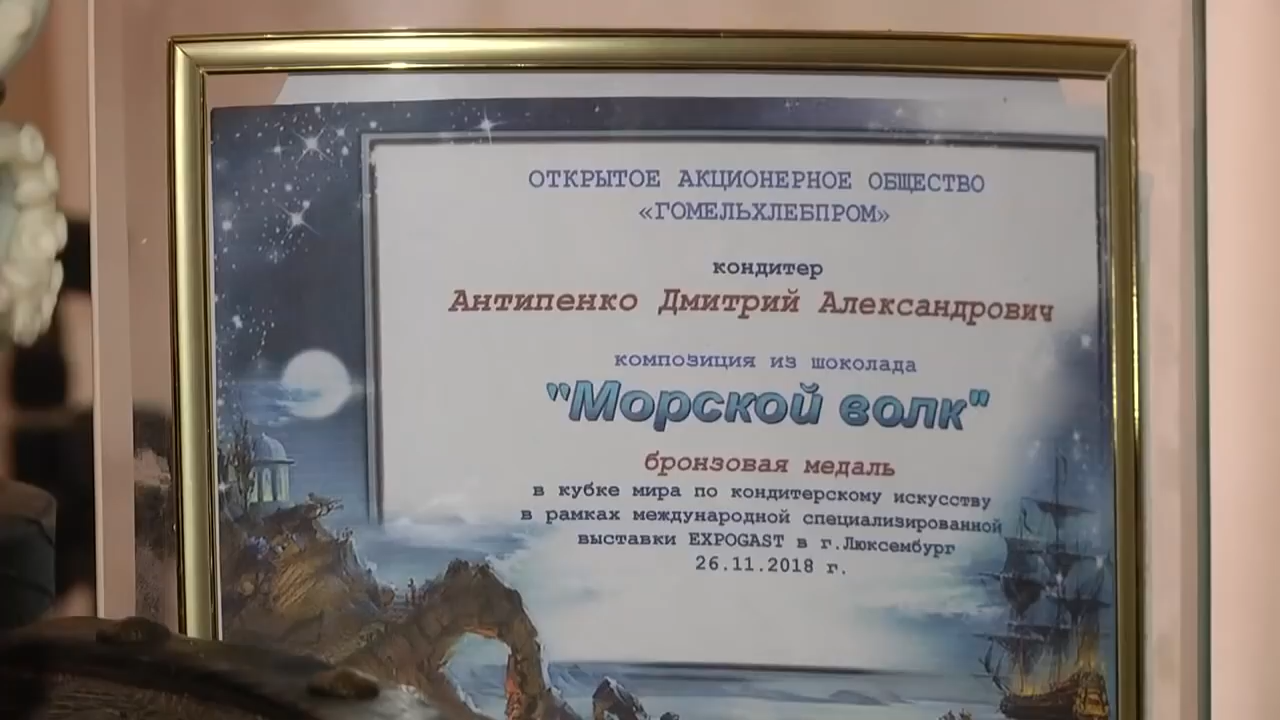 ОТКРЫТОЕ АКЦИОНЕРНОЕ ОБЩЕСТВО
«ГОМЕЛЬХЛЕБПРОМ»
кондитер
Антипенко Дмитрий Александрович
композиция из шоколада
"Морской волк"
бронзовая медаль
в кубке мира по кондитерскому искусству
в рамках международной специализированной
выставки EXPOGAST в г.Люксембург
26.11.2018 г.